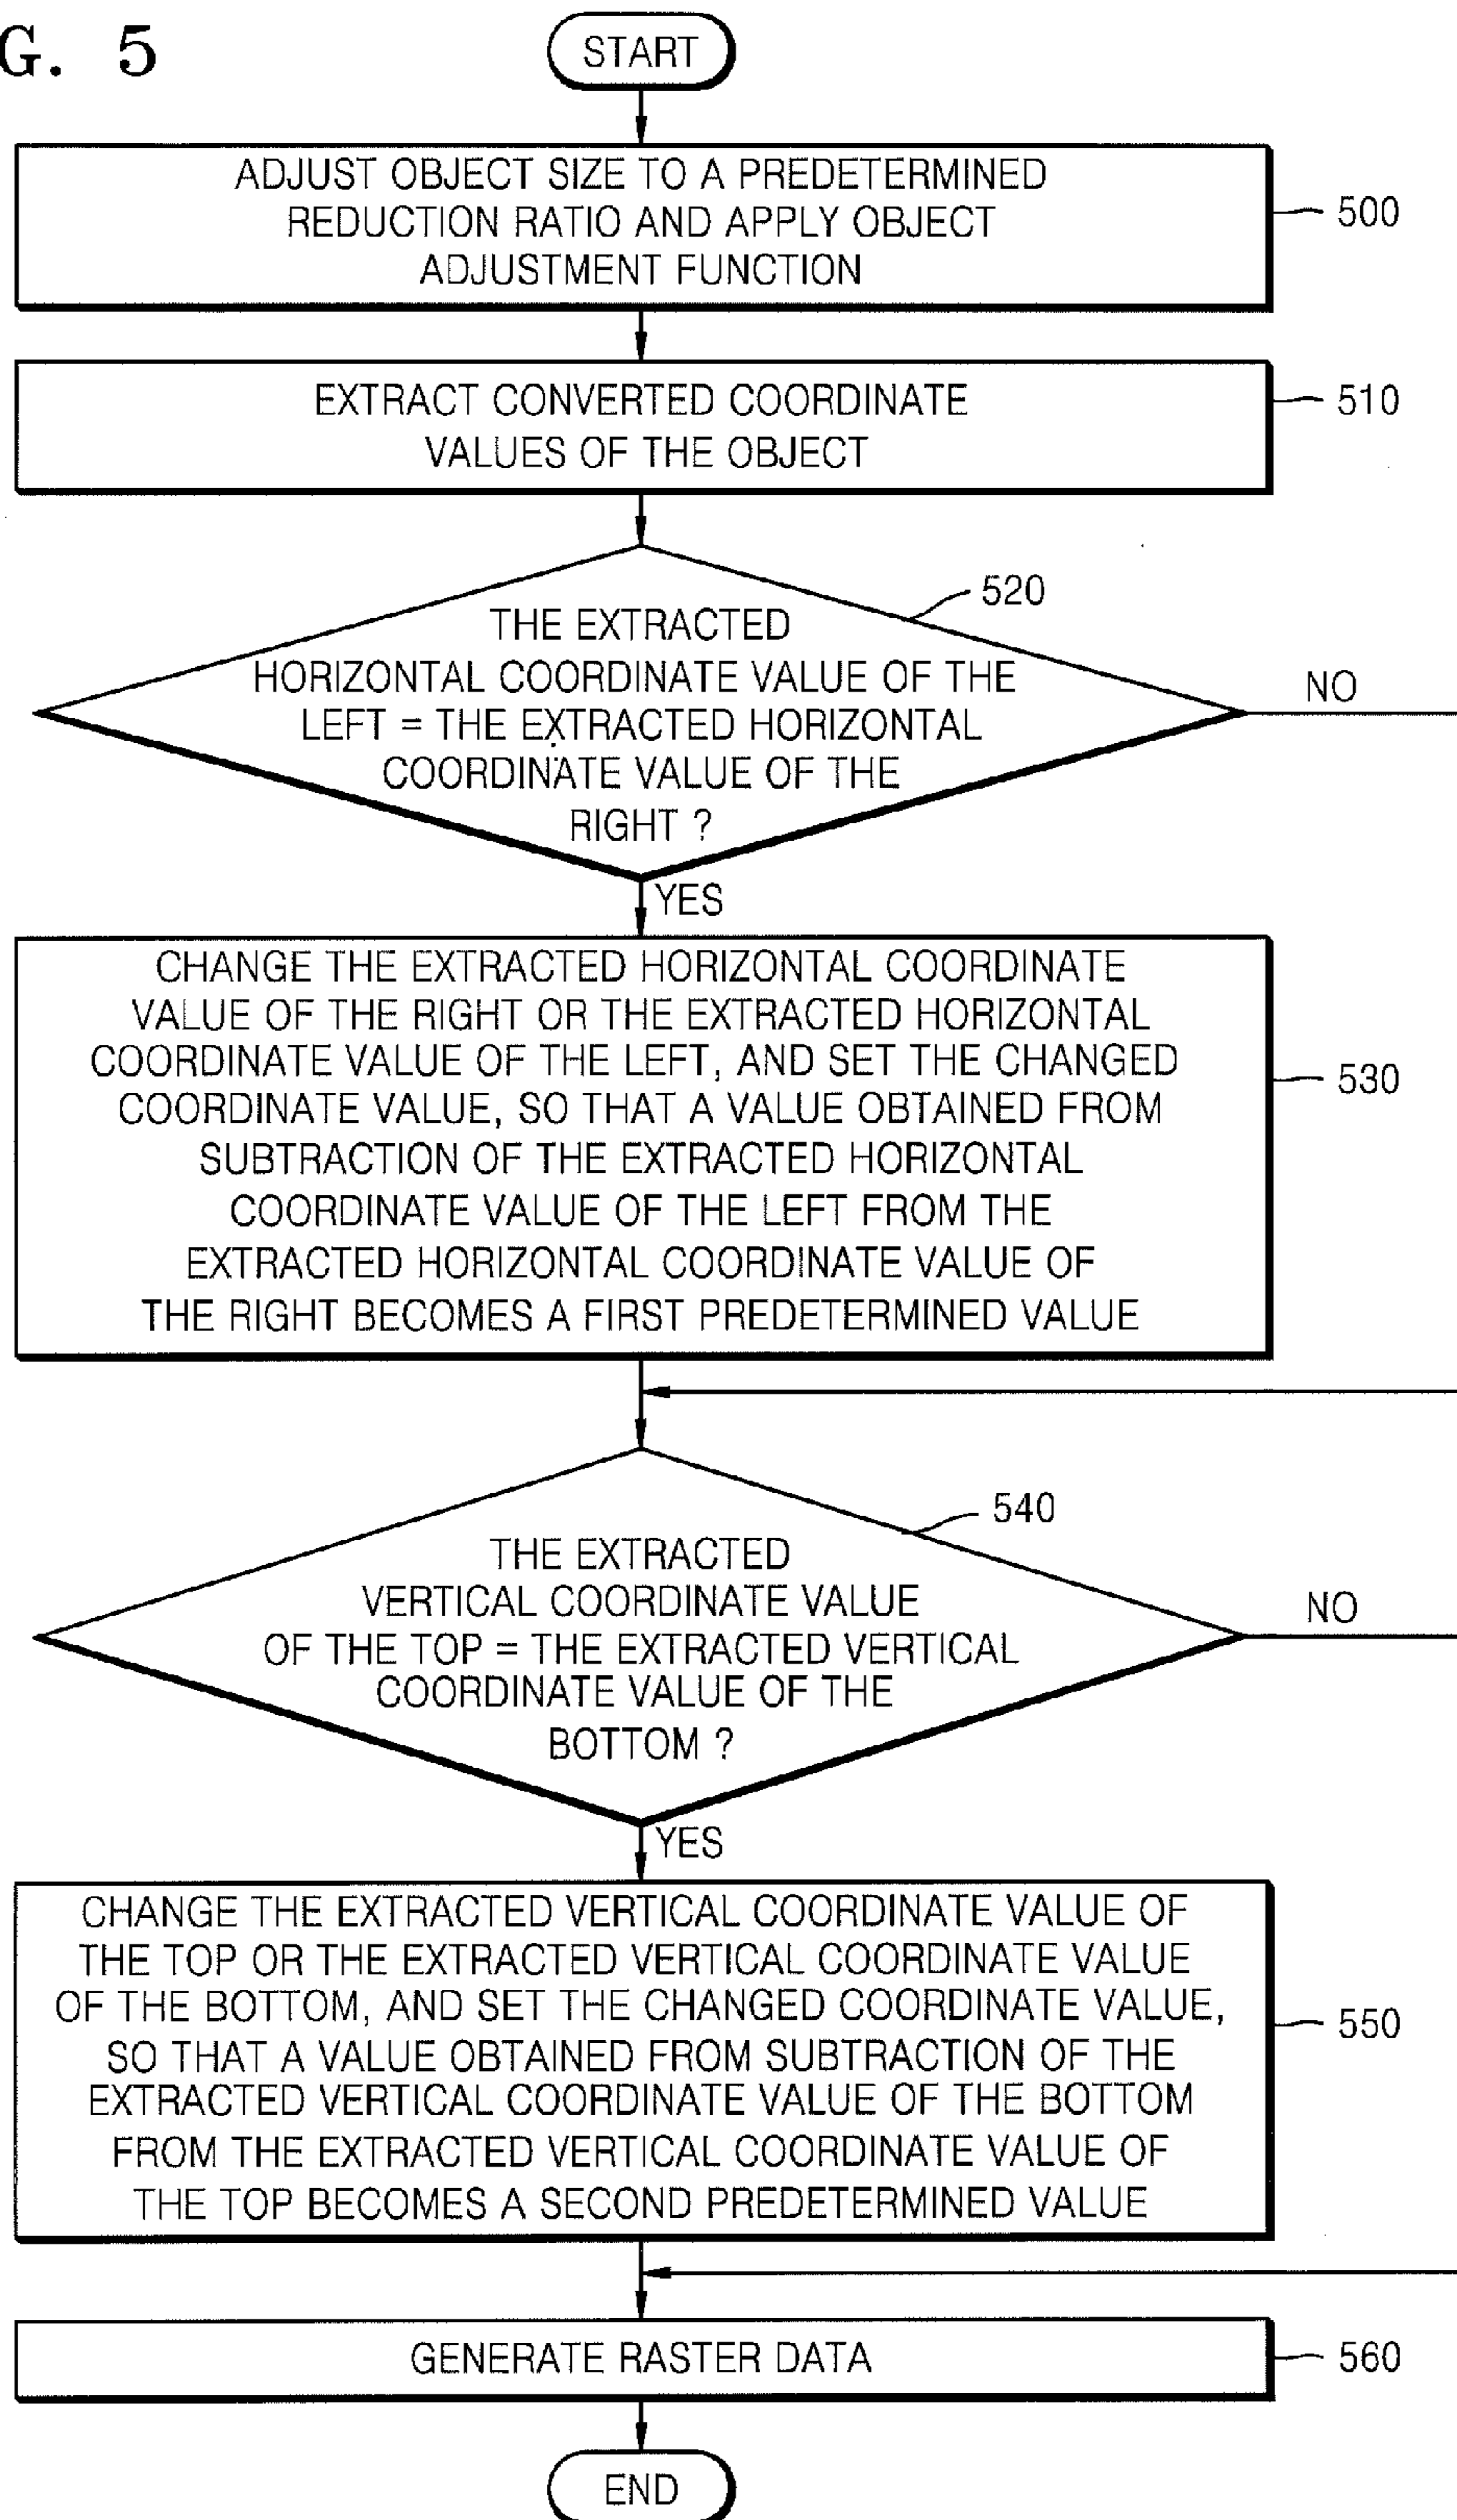 G. 5
START
ADJUST OBJECT SIZE TO A PREDETERMINED
REDUCTION RATIO AND APPLY OBJECT
ADJUSTMENT FUNCTION
500
EXTRACT CONVERTED COORDINATE
VALUES OF THE OBJECT
510
520
THE EXTRACTED
HORIZONTAL COORDINATE VALUE OF THE
LEFT = THE EXTRACTED HORIZONTAL
COORDINATE VALUE OF THE
RIGHT ?
NO
YES
CHANGE THE EXTRACTED HORIZONTAL COORDINATE
VALUE OF THE RIGHT OR THE EXTRACTED HORIZONTAL
COORDINATE VALUE OF THE LEFT, AND SET THE CHANGED
COORDINATE VALUE, SO THAT A VALUE OBTAINED FROM
SUBTRACTION OF THE EXTRACTED HORIZONTAL
COORDINATE VALUE OF THE LEFT FROM THE
EXTRACTED HORIZONTAL COORDINATE VALUE OF
THE RIGHT BECOMES A FIRST PREDETERMINED VALUE
530
540
THE EXTRACTED
VERTICAL COORDINATE VALUE
OF THE TOP = THE EXTRACTED VERTICAL
COORDINATE VALUE OF THE
BOTTOM ?
NO
YES
CHANGE THE EXTRACTED VERTICAL COORDINATE VALUE OF
THE TOP OR THE EXTRACTED VERTICAL COORDINATE VALUE
OF THE BOTTOM, AND SET THE CHANGED COORDINATE VALUE,
SO THAT A VALUE OBTAINED FROM SUBTRACTION OF THE
EXTRACTED VERTICAL COORDINATE VALUE OF THE BOTTOM
FROM THE EXTRACTED VERTICAL COORDINATE VALUE OF
THE TOP BECOMES A SECOND PREDETERMINED VALUE
550
GENERATE RASTER DATA
560
END